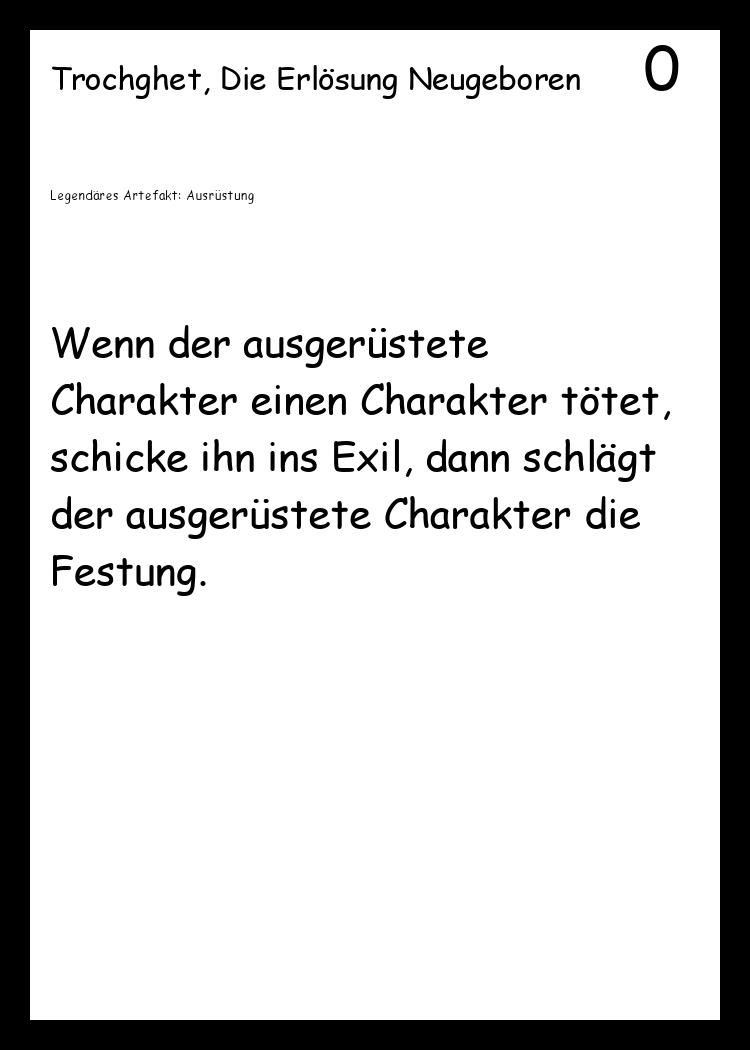 Trochghet, Die Erlösung Neugeboren 0
Legendäres Artefakt: Ausrüstung
Wenn der ausgerüstete
Charakter einen Charakter tötet,
schicke ihn ins Exil, dann schlägt
der ausgerüstete Charakter die
Festung.